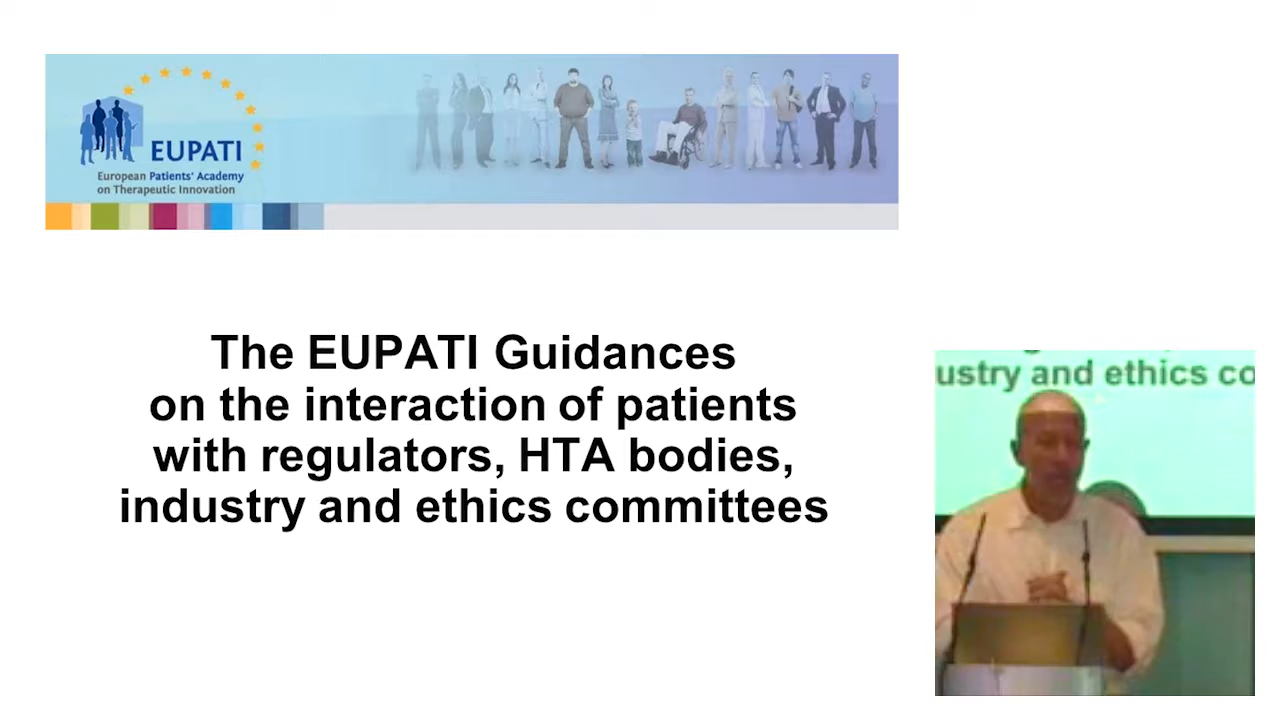 EUPATI
European Patients' Academy
on Therapeutic Innovation
The EUPATI Guidances
on the interaction of patients
with regulators, HTA bodies,
industry and ethics committees
ustry and ethics co